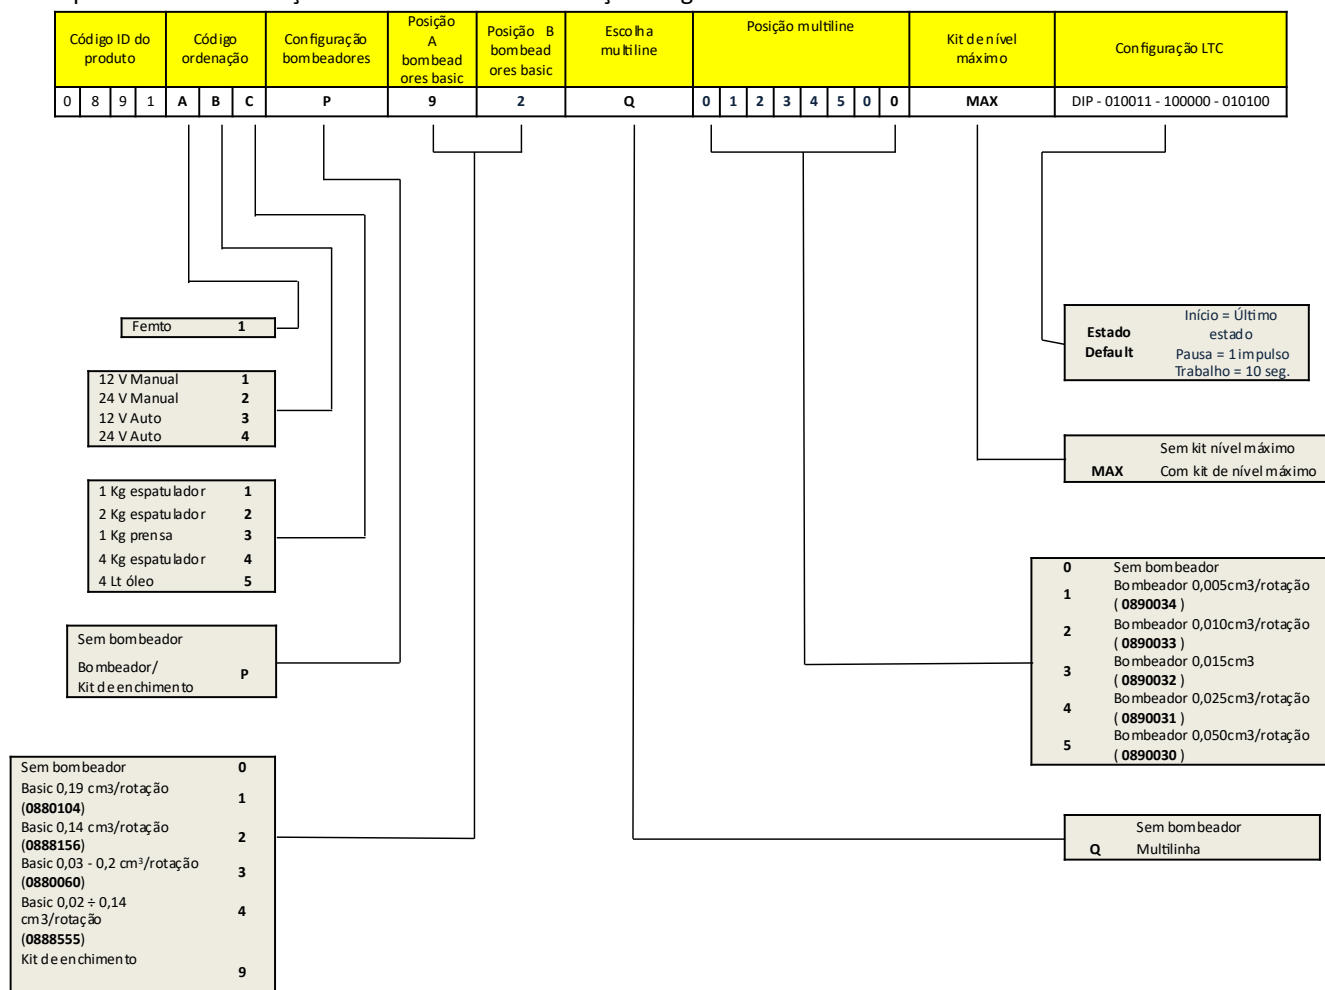 Código ID do
produto
Código
ordenação
Configuração
bombeadores
Posição
A
bombead
ores basic
Posição B
bombead
ores basic
Escolha
multiline
Posição multiline
Kit de nível
máximo
Configuração LTC
0 8 9 1 A B C P 9 2 Q 0 1 2 3 4 5 0 0 MAX DIP - 010011 - 100000 - 010100
Femto 1
12 V Manual 1
24 V Manual 2
12 V Auto 3
24 V Auto 4
1 Kg espatulador 1
2 Kg espatulador 2
1 Kg prensa 3
4 Kg espatulador 4
4 Lt óleo 5
Sem bombeador
Bombeador/
Kit de enchimento P
Sem bombeador 0
Basic 0,19 cm3/rotação
(0880104) 1
Basic 0,14 cm3/rotação
(0888156) 2
Basic 0,03 - 0,2 cm³/rotação
(0880060) 3
Basic 0,02 ÷ 0,14
cm3/rotação
(0888555) 4
Kit de enchimento
9
Estado
Default
Início = Último
estado
Pausa = 1 impulso
Trabalho = 10 seg.
Sem kit nível máximo
MAX Com kit de nível máximo
0 Sem bombeador
1 Bombeador 0,005cm3/rotação
( 0890034 )
2 Bombeador 0,010cm3/rotação
( 0890033 )
3 Bombeador 0,015cm3
( 0890032 )
4 Bombeador 0,025cm3/rotação
( 0890031 )
5 Bombeador 0,050cm3/rotação
( 0890030 )
Sem bombeador
Q Multilinha